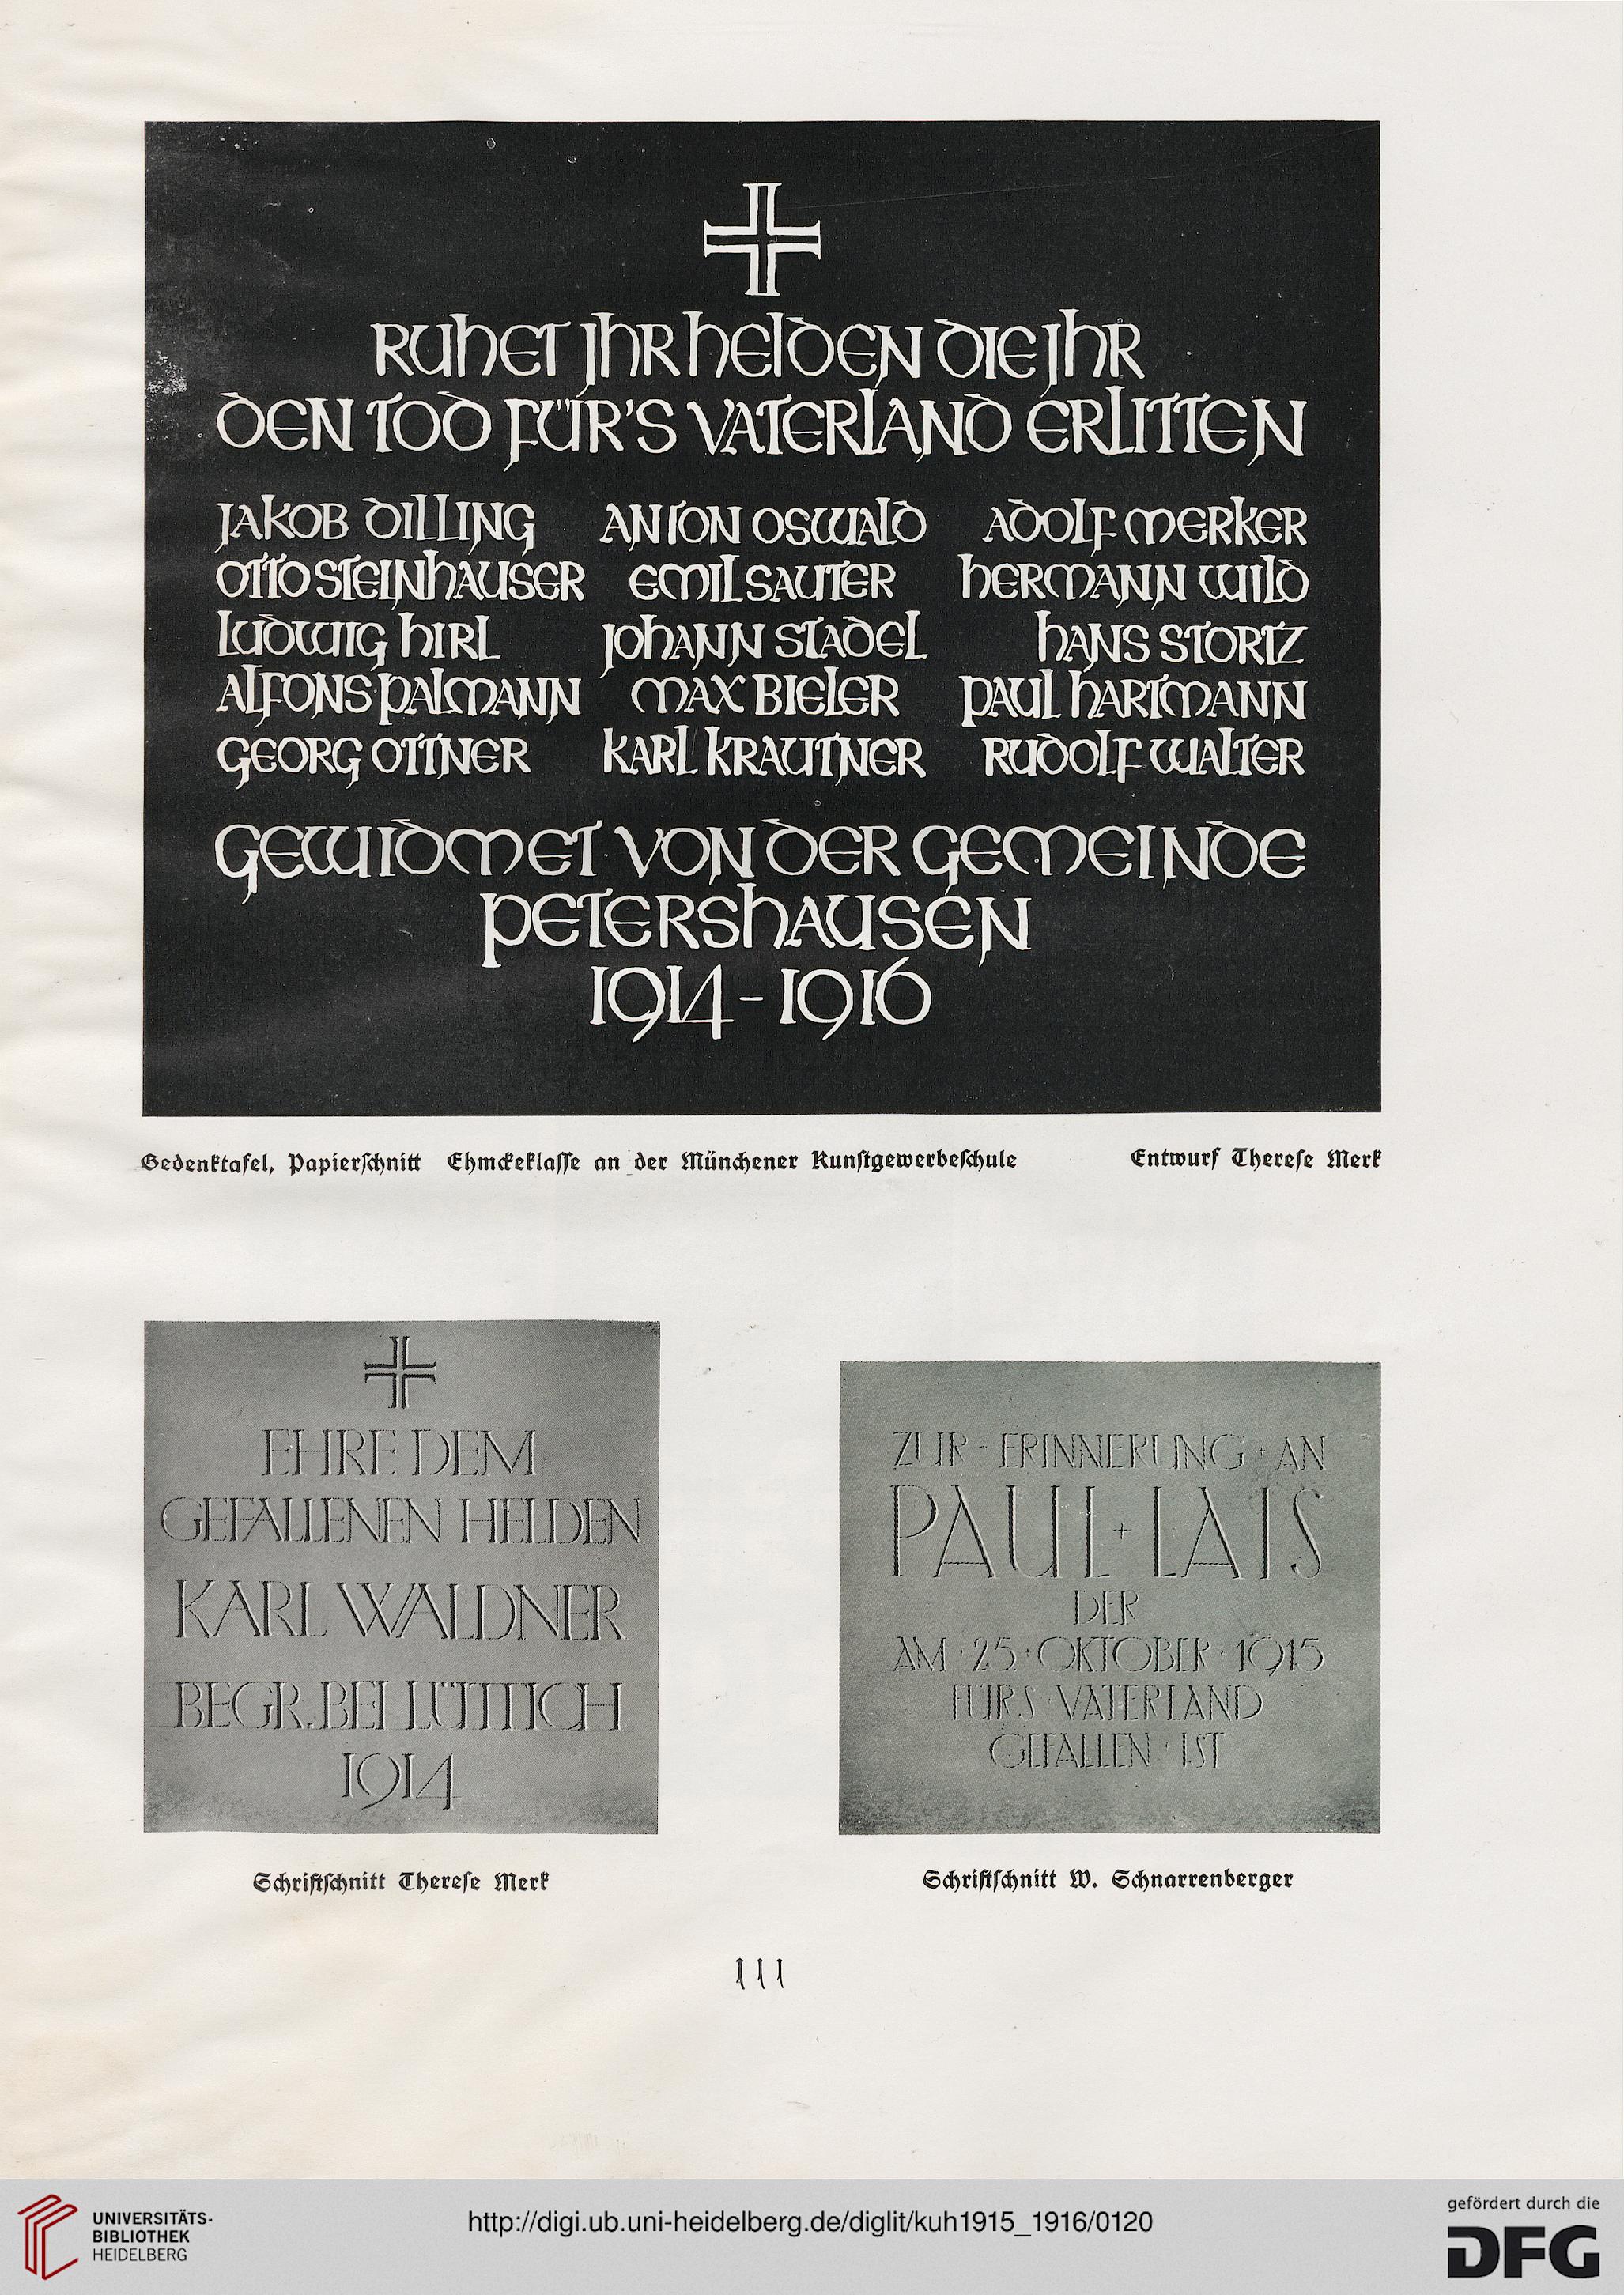 RUHET IHR HELDEN DIE IHR
DEN TOD FÜR'S VATERLAND ERLITTEN
JAKOB DILLING ANTON OSWALD ADOLF MERKER
OTTO STEINHAUSER EMIL SAUTER HERMANN WILD
LUDWIG HIRL JOHANN STADEL HANS STORTZ
ALFONS PALMANN MAX BIELER PAUL HARTMANN
GEORG OTTNER KARL KRAUTNER RUDOLF WALTER
GEWIDMET VON DER GEMEINDE
PETERSHAUSEN
1914-1916
Gedenktafel, Papierſchnitt Ehmckeklaſſe an der Münchener Kunſtgewerbeſchule Entwurf Thereſe Merk
EHRE DEM
GEFALLENEN HELDEN
KARL WALDNER
BEGR. BEI LÜTTICH
1914
Schriftſchnitt Thereſe Merk
ZUR + ERINNERUNG + AN
PAUL + LAIS
DER
AM · 25 · OKTOBER · 1915
FÜRS · VATERLAND
GEFALLEN · IST
Schriftſchnitt W. Schnarrenberger
111
UNIVERSITÄTS-
BIBLIOTHEK
HEIDELBERG
http://digi.ub.uni-heidelberg.de/diglit/kuh1915_1916/0120
gefördert durch die
DFG